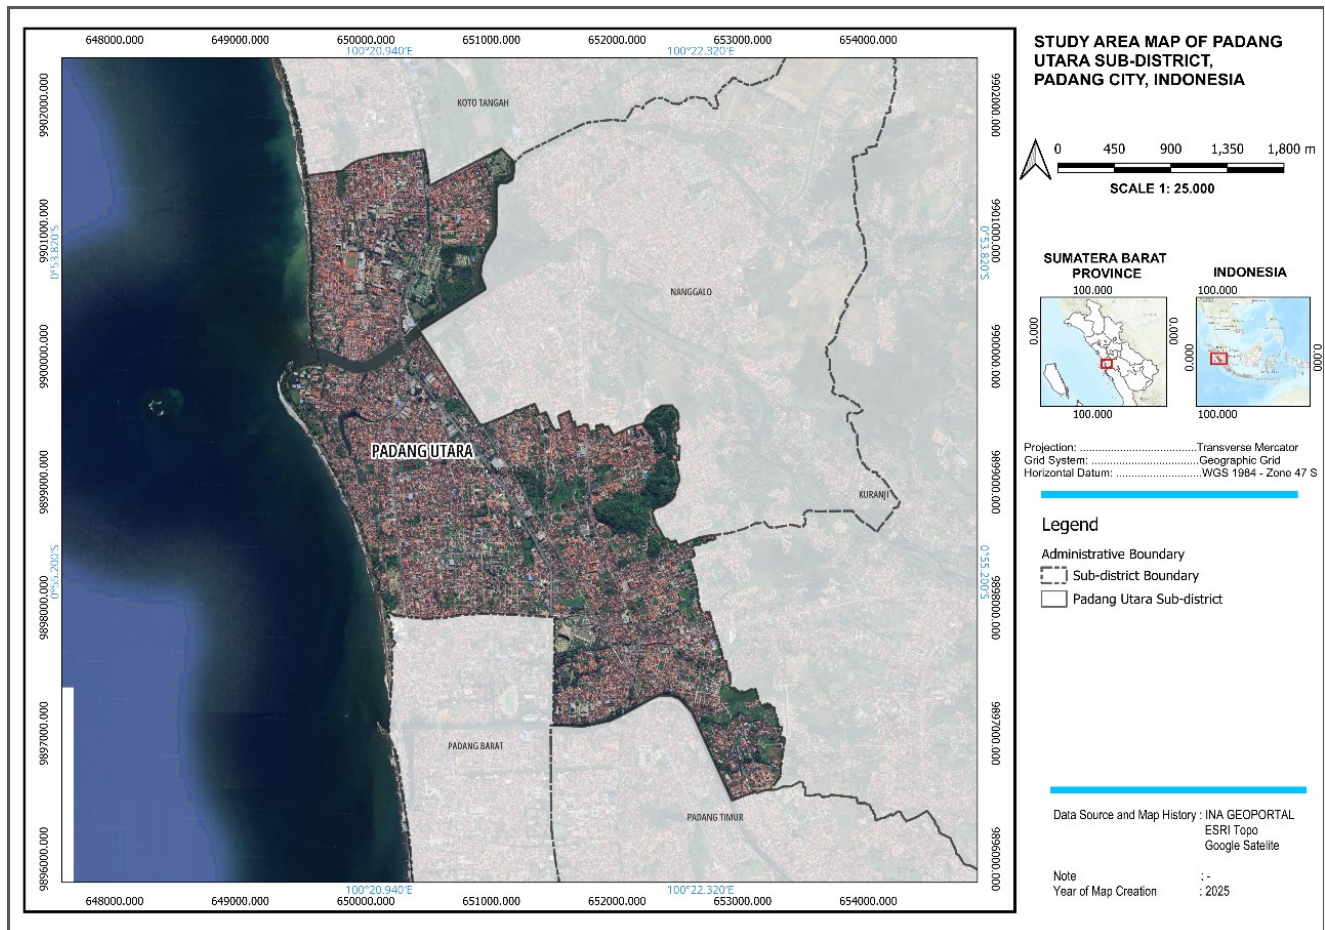 648000.000 649000.000 650000.000 651000.000 652000.000 653000.000 654000.000
100°20.940'E 100°22.320'E
9902000.000
9901000.000
0°53.820'S
9900000.000
9899000.000
0°55.200'S
9898000.000
9897000.000
9896000.000
KOTO TANGAH
NANGGALO
PADANG UTARA
KURANJI
PADANG BARAT
PADANG TIMUR
9902000.000
9901000.000
0°53.820'S
9900000.000
9899000.000
0°55.200'S
9898000.000
9897000.000
9896000.000
100°20.940'E 100°22.320'E
648000.000 649000.000 650000.000 651000.000 652000.000 653000.000 654000.000
STUDY AREA MAP OF PADANG
UTARA SUB-DISTRICT,
PADANG CITY, INDONESIA
0 450 900 1,350 1,800 m
SCALE 1: 25.000
SUMATERA BARAT
PROVINCE
100.000
0.000
0.000
100.000
INDONESIA
100.000
0.000
0.000
100.000
Projection: ....................................Transverse Mercator
Grid System: .................................Geographic Grid
Horizontal Datum: ..........................WGS 1984 - Zone 47 S
Legend
Administrative Boundary
Sub-district Boundary
Padang Utara Sub-district
Data Source and Map History : INA GEOPORTAL
ESRI Topo
Google Satelite
Note : -
Year of Map Creation : 2025